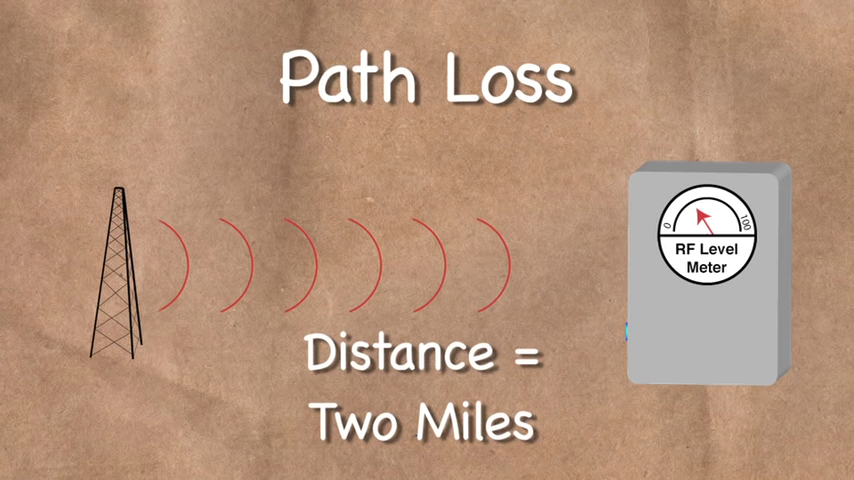 Path Loss
0
100
RF Level
Meter
Distance =
Two Miles